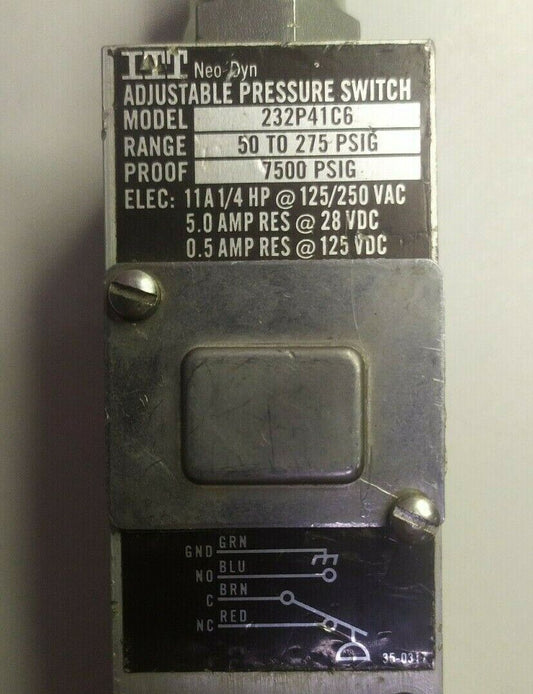 ITT Neo-Dyn
ADJUSTABLE PRESSURE SWITCH
MODEL 232P41C6
RANGE 50 TO 275 PSIG
PROOF 7500 PSIG
ELEC: 11A 1/4 HP @ 125/250 VAC
5.0 AMP RES @ 28 VDC
0.5 AMP RES @ 125 VDC
GND GRN
NO BLU
C BRN
NC RED
35-0317